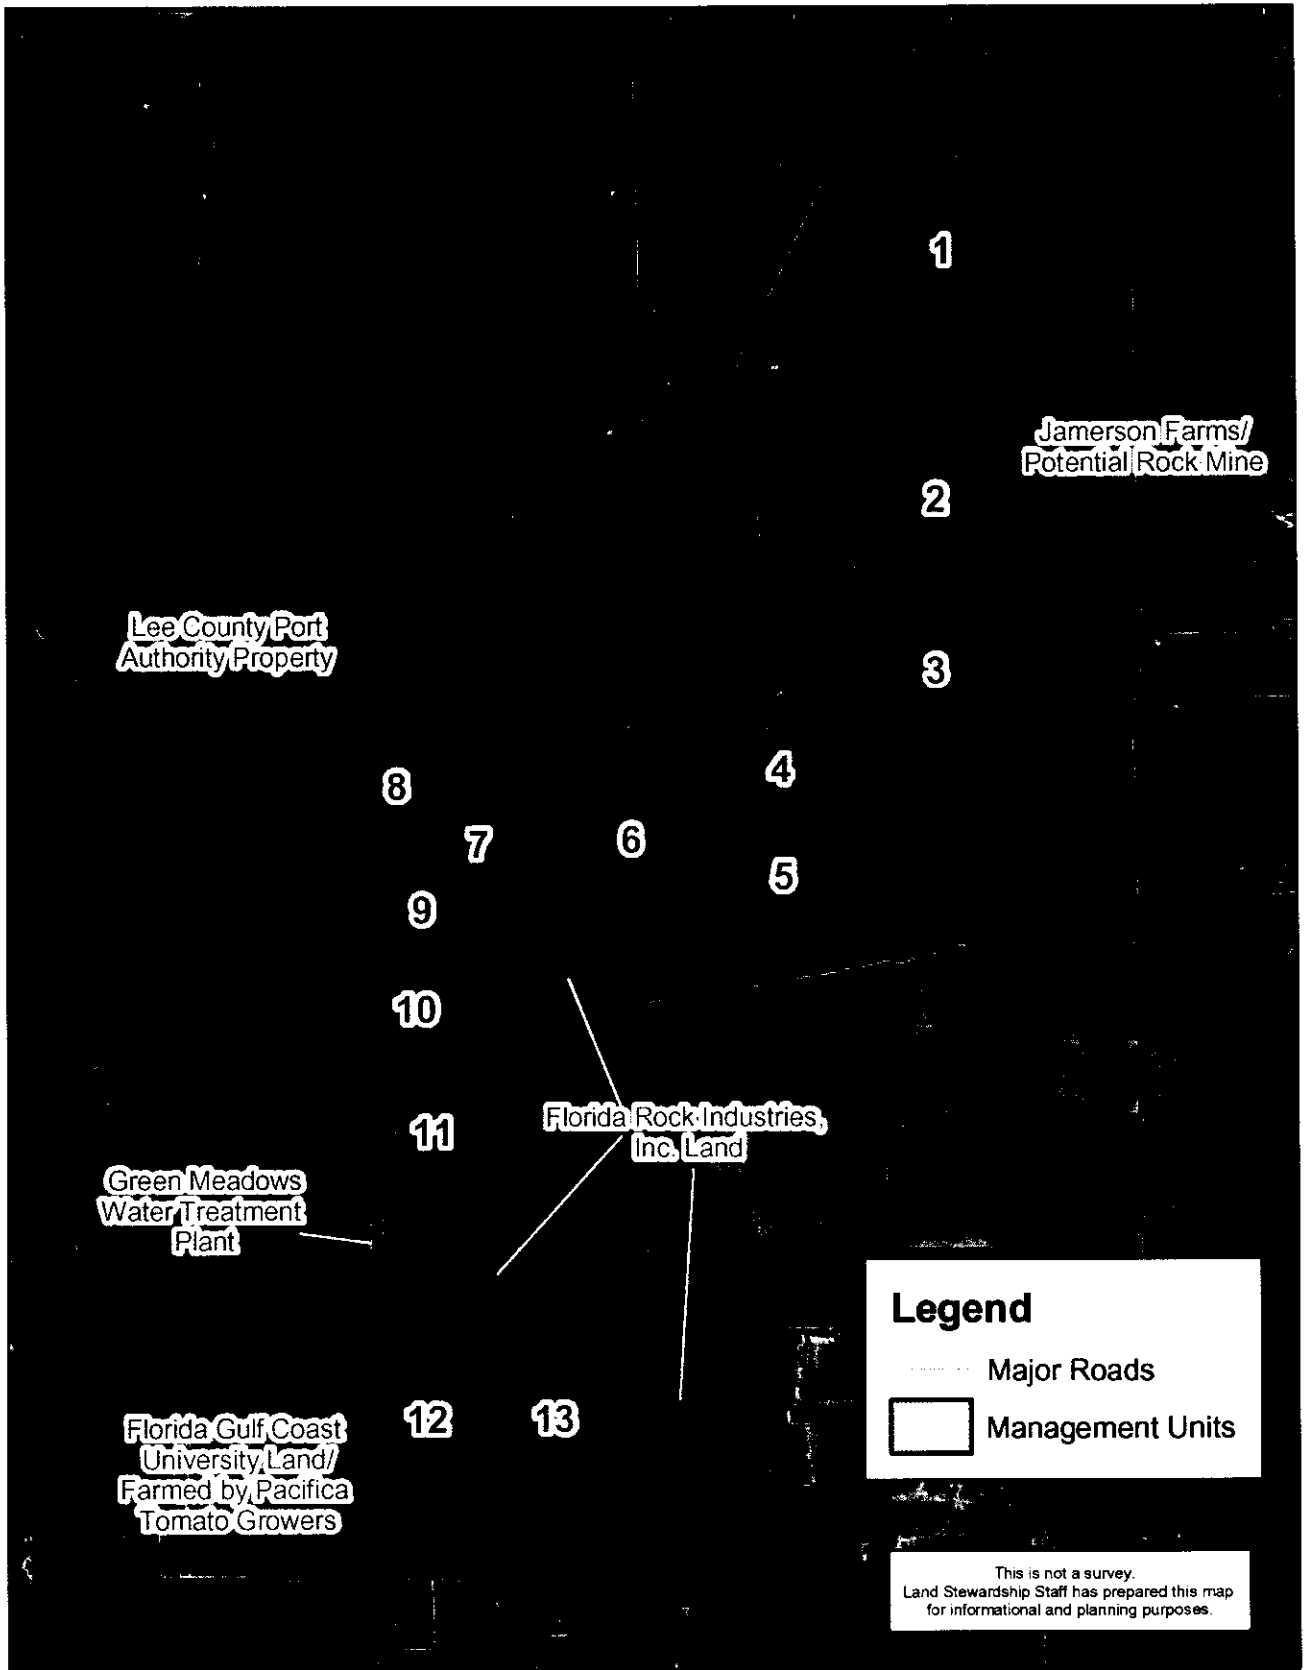 1
Jamerson Farms/
Potential Rock Mine
2
Lee County Port
Authority Property
3
4
8
7
6
5
9
10
11
Florida Rock Industries,
Inc. Land
Green Meadows
Water Treatment
Plant
Legend
Major Roads
Management Units
12
13
Florida Gulf Coast
University Land/
Farmed by Pacifica
Tomato Growers
This is not a survey.
Land Stewardship Staff has prepared this map
for informational and planning purposes.